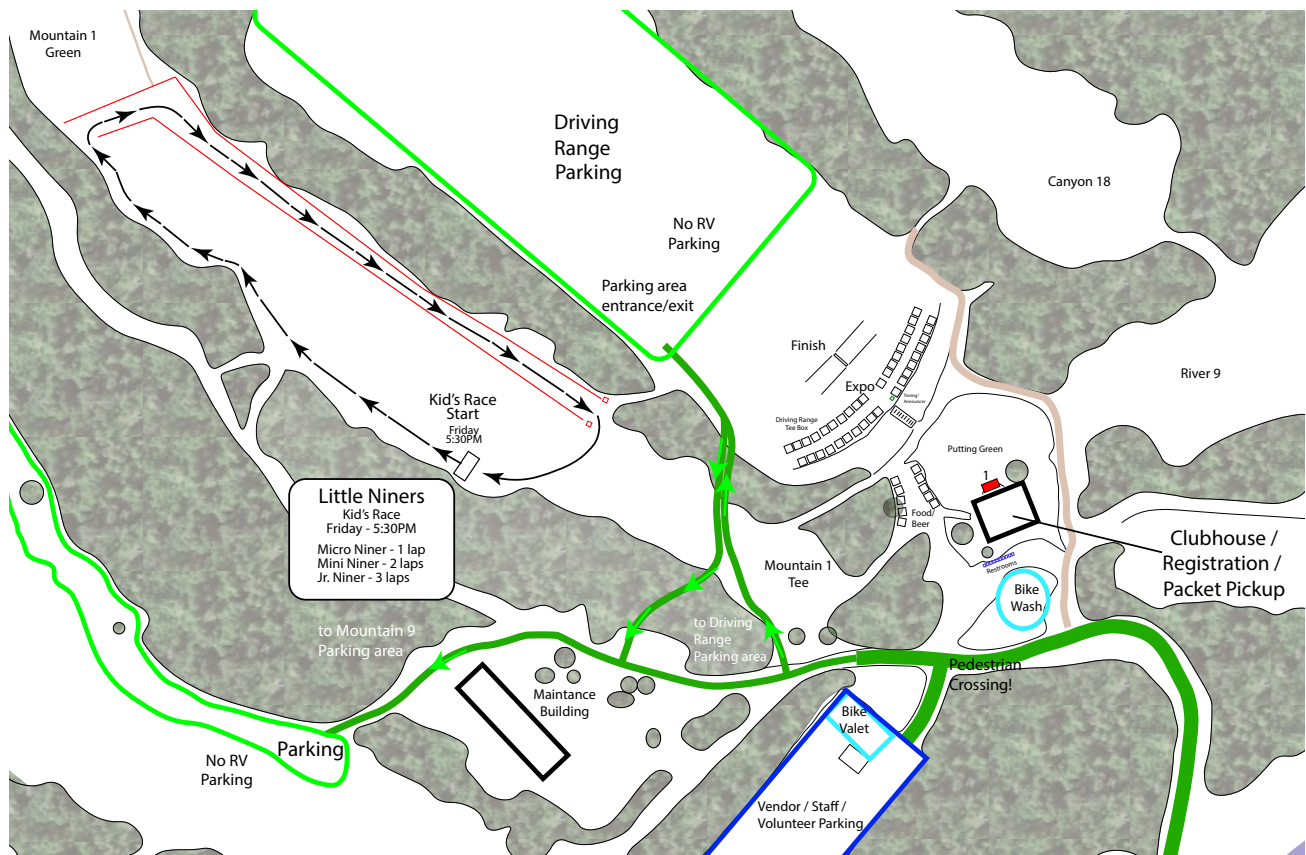 Mountain 1
Green
Driving
Range
Parking
Canyon 18
No RV
Parking
Parking area
entrance/exit
Finish
River 9
Expo
Timing/
Announcer
Kid's Race
Start
Friday
5:30PM
Driving Range
Tee Box
Putting Green
1
Little Niners
Kid's Race
Friday - 5:30PM
Micro Niner - 1 lap
Mini Niner - 2 laps
Jr. Niner - 3 laps
Food/
Beer
Clubhouse /
Registration /
Packet Pickup
Mountain 1
Tee
Restrooms
Bike
Wash
to Mountain 9
Parking area
to Driving
Range
Parking area
Pedestrian
Crossing!
Maintance
Building
Bike
Valet
Parking
No RV
Parking
Vendor / Staff /
Volunteer Parking